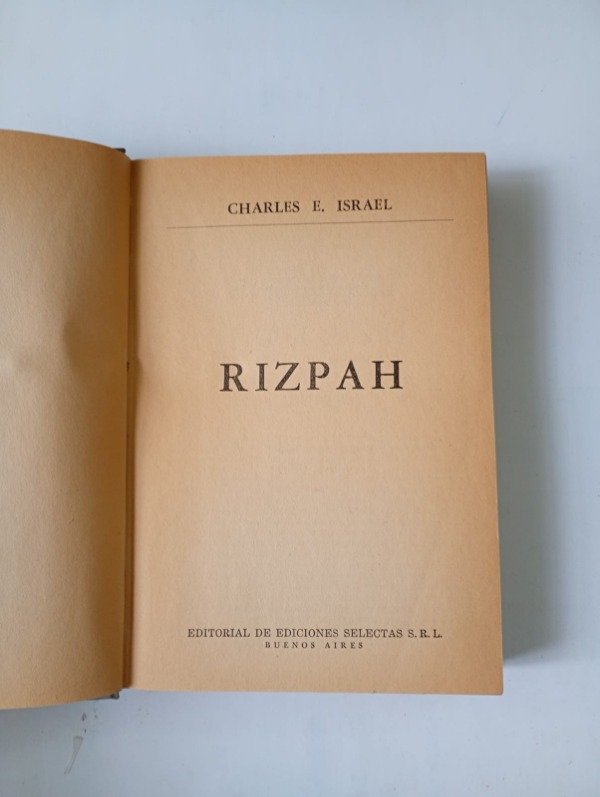 CHARLES E. ISRAEL
RIZPAH
EDITORIAL DE EDICIONES SELECTAS S. R. L.
BUENOS AIRES